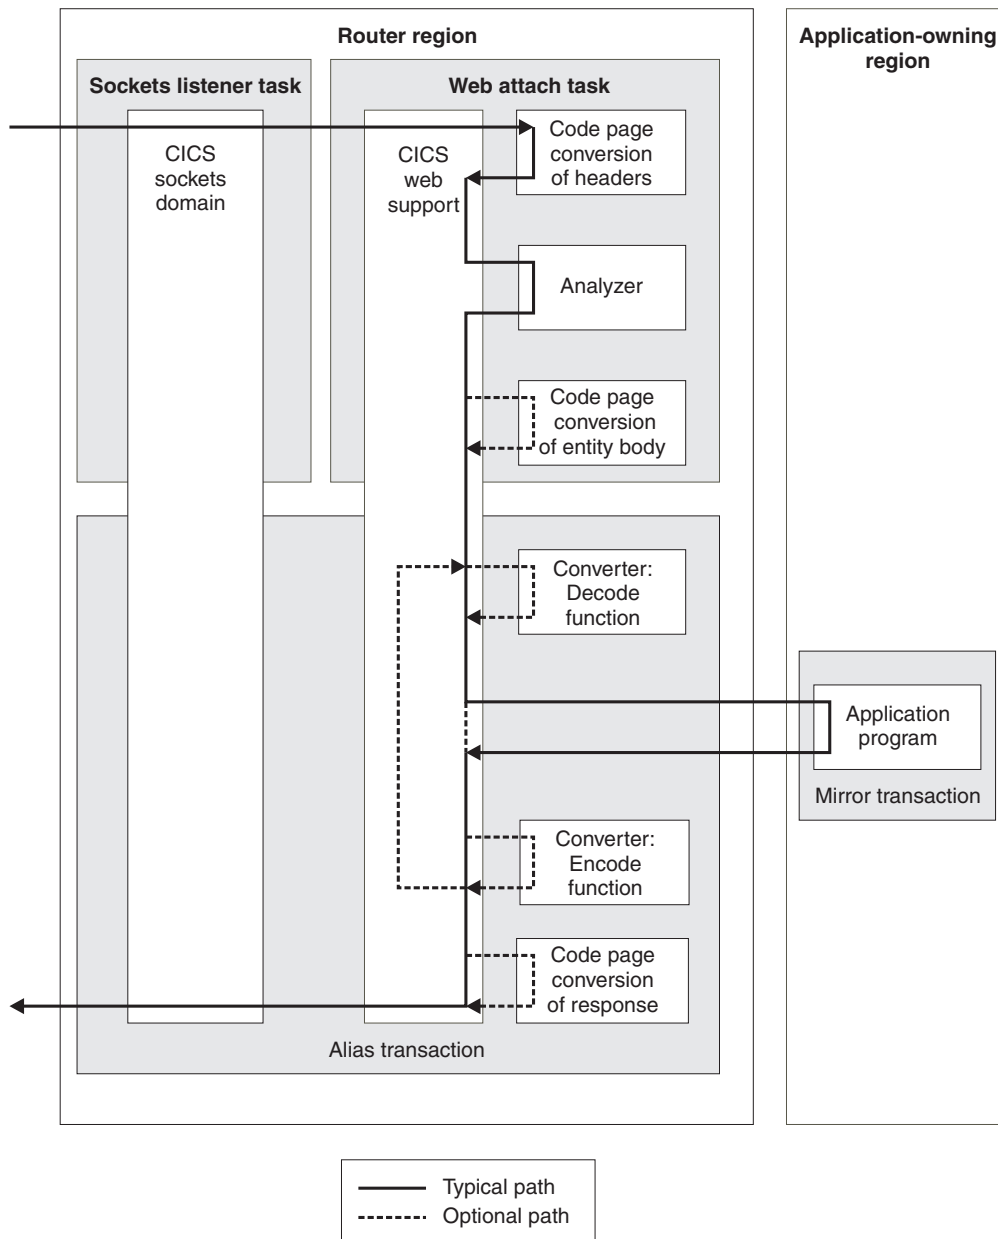 Router region
Application-owning
region
Sockets listener task
Web attach task
CICS
sockets
domain
CICS
web
support
Code page
conversion
of headers
Analyzer
Code page
conversion
of entity body
Converter:
Decode
function
Application
program
Mirror transaction
Converter:
Encode
function
Code page
conversion
of response
Alias transaction
Typical path
Optional path